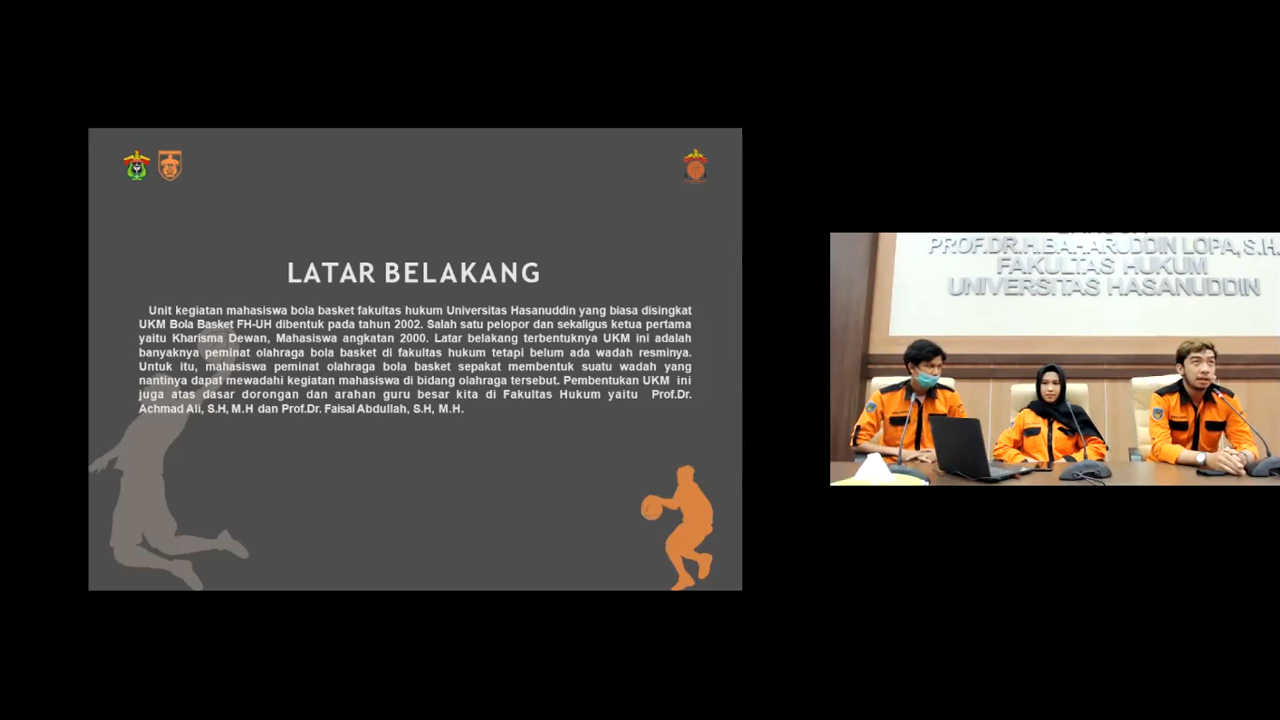 LATAR BELAKANG
Unit kegiatan mahasiswa bola basket fakultas hukum Universitas Hasanuddin yang biasa disingkat
UKM Bola Basket FH-UH dibentuk pada tahun 2002. Salah satu pelopor dan sekaligus ketua pertama
yaitu Kharisma Dewan, Mahasiswa angkatan 2000. Latar belakang terbentuknya UKM ini adalah
banyaknya peminat olahraga bola basket di fakultas hukum tetapi belum ada wadah resminya.
Untuk itu, mahasiswa peminat olahraga bola basket sepakat membentuk suatu wadah yang
nantinya dapat mewadahi kegiatan mahasiswa di bidang olahraga tersebut. Pembentukan UKM ini
juga atas dasar dorongan dan arahan guru besar kita di Fakultas Hukum yaitu Prof.Dr.
Achmad Ali, S.H, M.H dan Prof.Dr. Faisal Abdullah, S.H, M.H.
PROF.DR.H.BAHARUDDIN LOPA, S.H.
FAKULTAS HUKUM
UNIVERSITAS HASANUDDIN